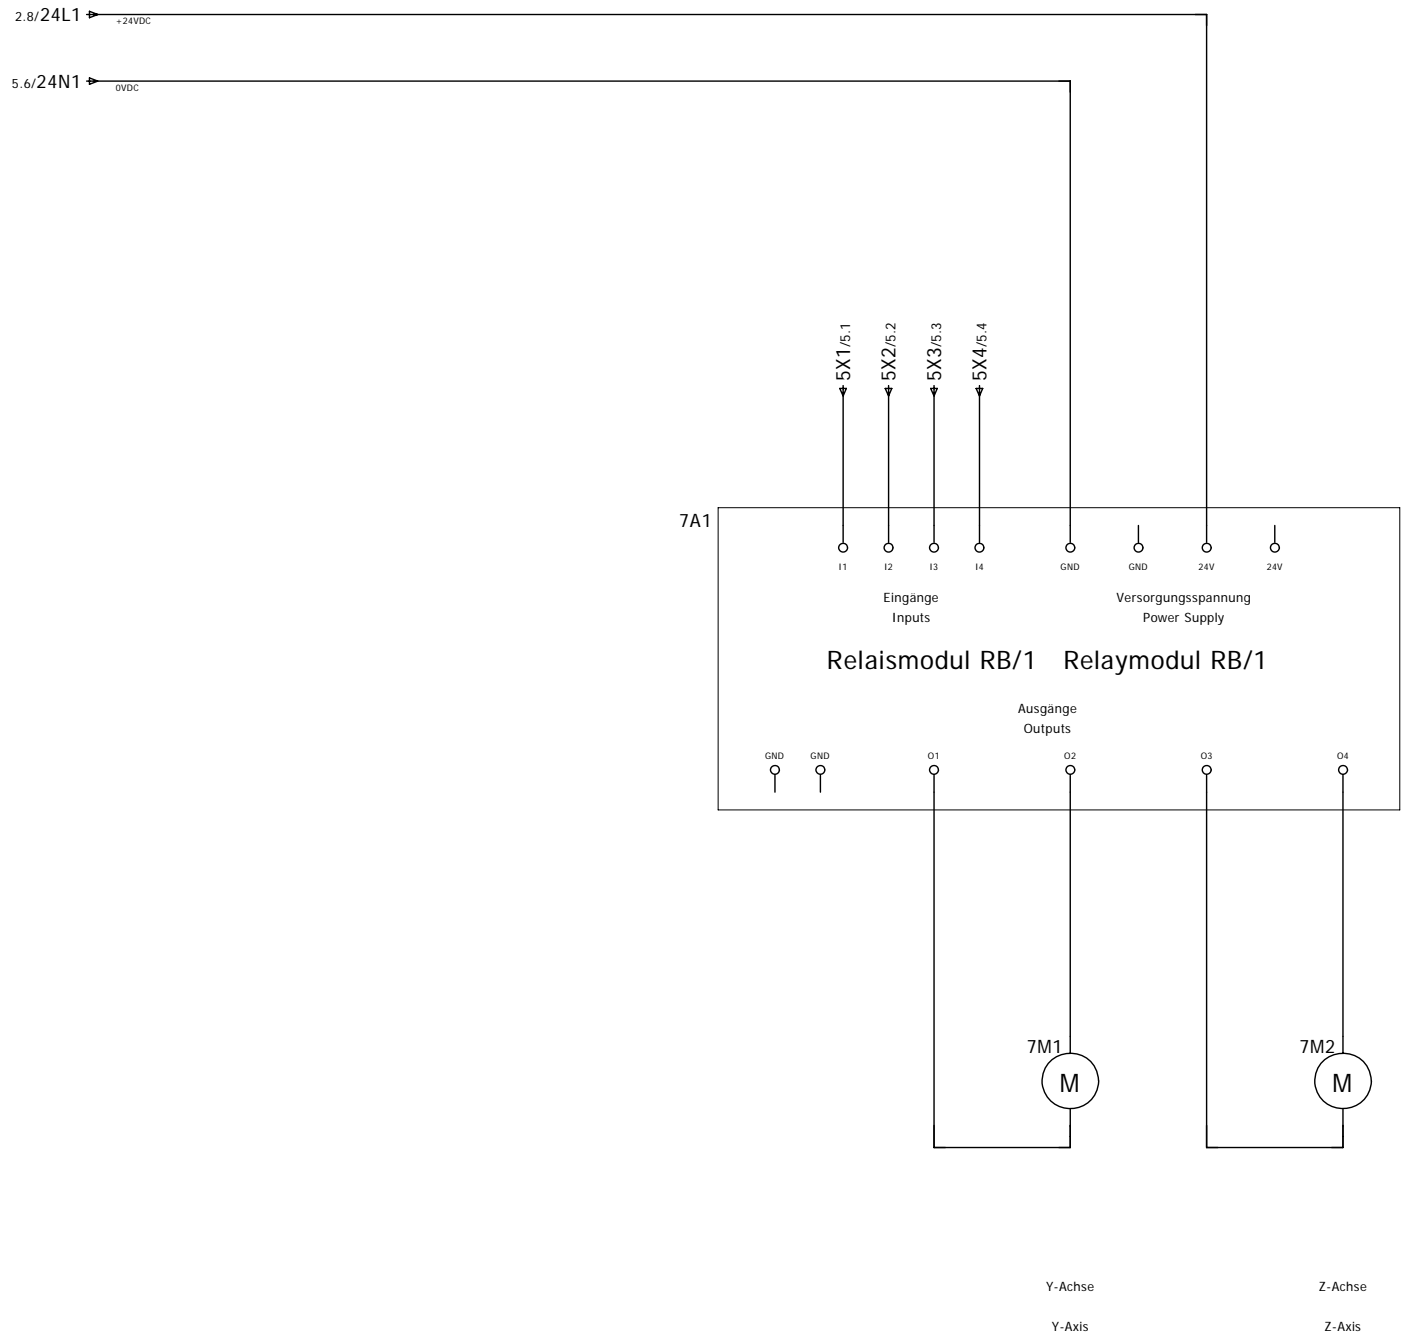 2.8/24L1
+24VDC
5.6/24N1
0VDC
5X1/5.1
5X2/5.2
5X3/5.3
5X4/5.4
7A1
I1 I2 I3 I4 GND GND 24V 24V
Eingänge Versorgungsspannung
Inputs Power Supply
Relaismodul RB/1 Relaymodul RB/1
Ausgänge
Outputs
GND GND O1 O2 O3 O4
7M1 7M2
M M
Y-Achse Z-Achse
Y-Axis Z-Axis